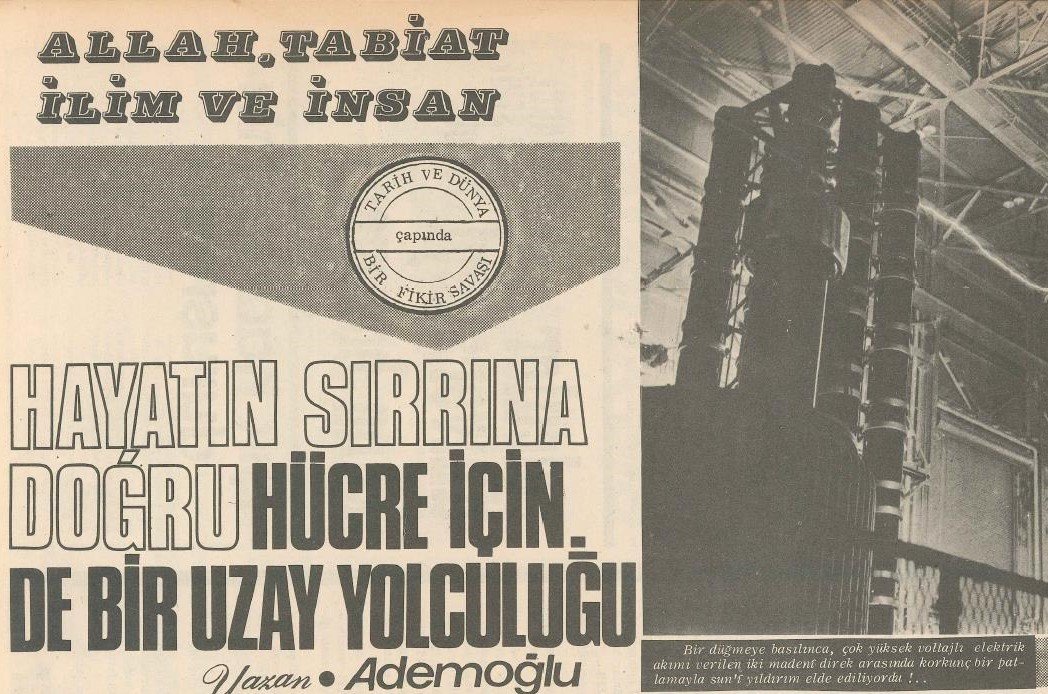 ALLAH, TABİAT
İLİM VE İNSAN
TARİH VE DÜNYA
çapında
BİR FİKİR SAVAŞI
HAYATIN SIRRINA
DOĞRU HÜCRE İÇİN.
DE BİR UZAY YOLCULUĞU
Yazan • Ademoğlu
Bir düğmeye basılınca, çok yüksek voltajlı elektrik
akımı verilen iki madenî direk arasında korkunç bir pat-
lamayla sun'î yıldırım elde ediliyordu !..